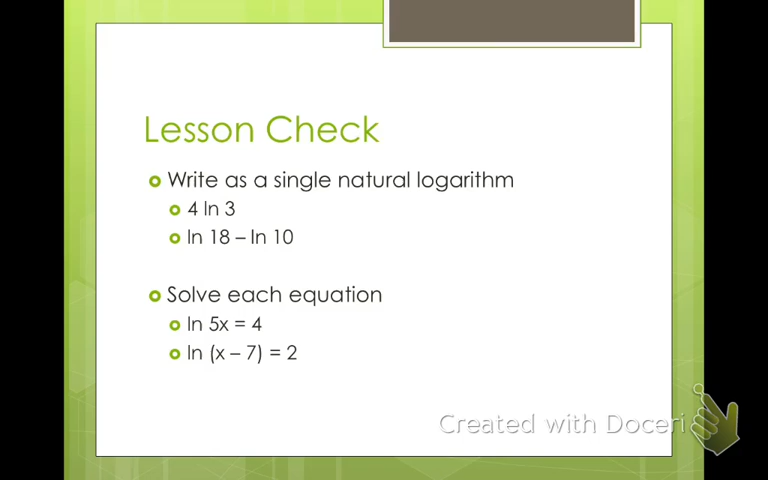 Lesson Check
Write as a single natural logarithm
4 ln 3
ln 18 – ln 10
Solve each equation
ln 5x = 4
ln (x – 7) = 2
Created with Doceri